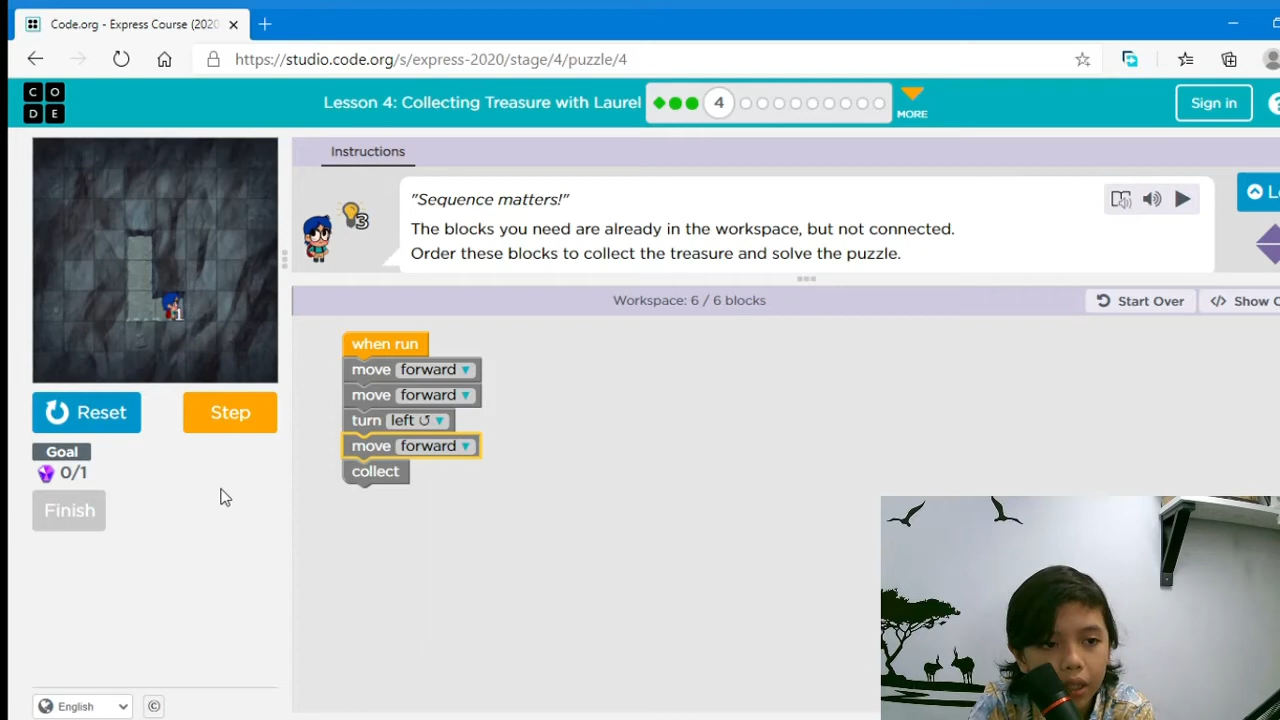 Code.org - Express Course (2020
https://studio.code.org/s/express-2020/stage/4/puzzle/4
C O
D E
Lesson 4: Collecting Treasure with Laurel
4
MORE
Sign in
Instructions
3
"Sequence matters!"
The blocks you need are already in the workspace, but not connected.
Order these blocks to collect the treasure and solve the puzzle.
Workspace: 6 / 6 blocks
Start Over
</> Show
1
when run
move forward
move forward
turn left
move forward
collect
Reset
Step
Goal
0/1
Finish
English
©